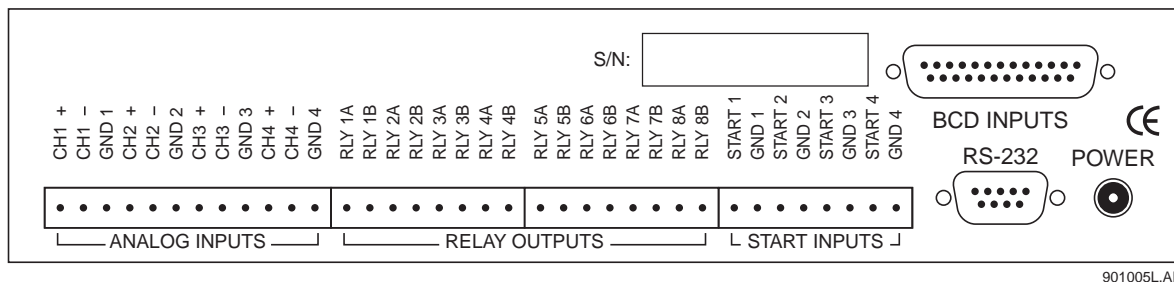 S/N:
CH1 +
CH1 –
GND 1
CH2 +
CH2 –
GND 2
CH3 +
CH3 –
GND 3
CH4 +
CH4 –
GND 4
RLY 1A
RLY 1B
RLY 2A
RLY 2B
RLY 3A
RLY 3B
RLY 4A
RLY 4B
RLY 5A
RLY 5B
RLY 6A
RLY 6B
RLY 7A
RLY 7B
RLY 8A
RLY 8B
START 1
GND 1
START 2
GND 2
START 3
GND 3
START 4
GND 4
BCD INPUTS
CE
RS-232
POWER
ANALOG INPUTS
RELAY OUTPUTS
START INPUTS